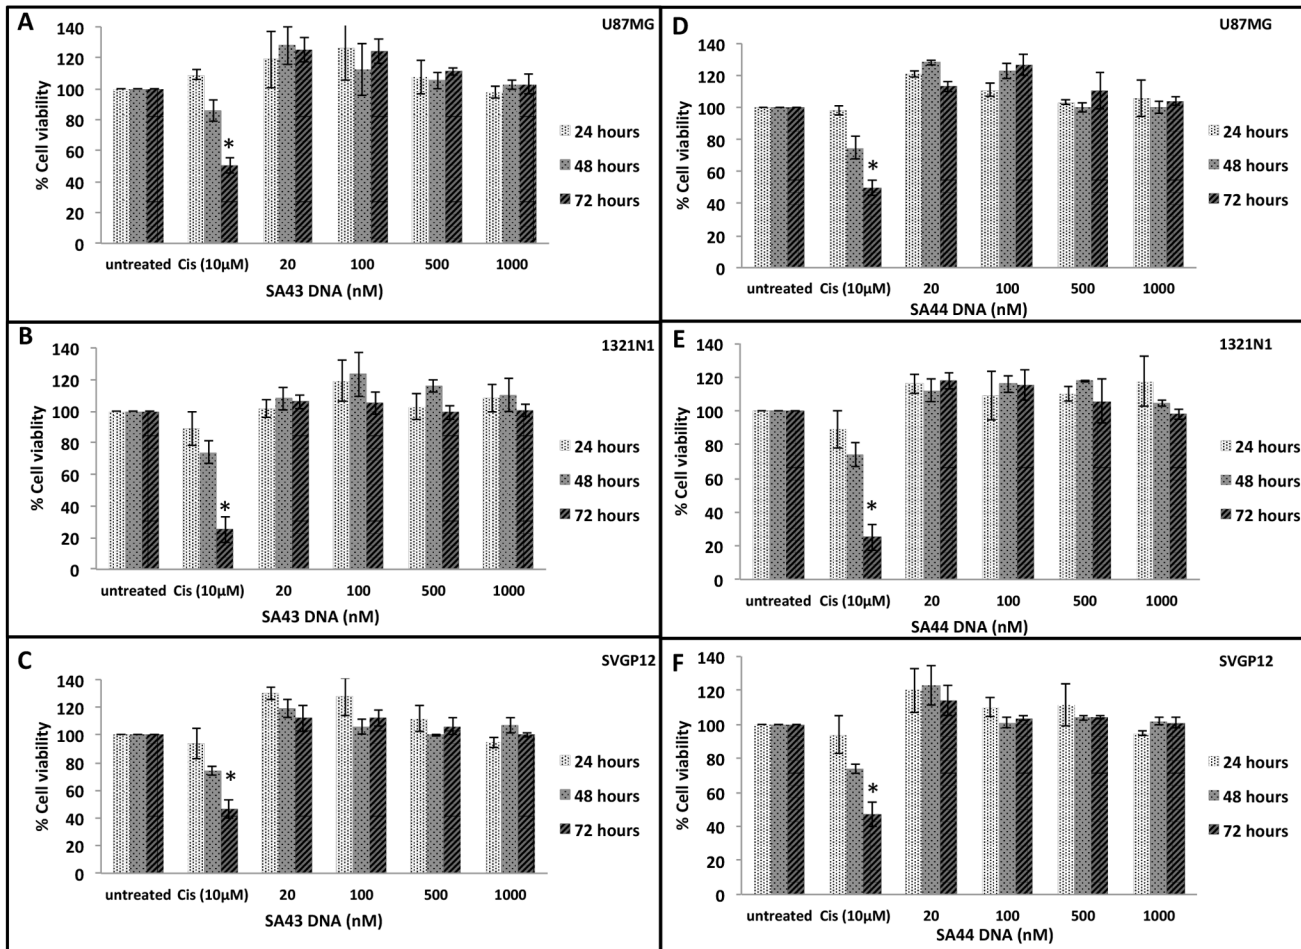 A
U87MG
% Cell viability
140
120
100
80
60
40
20
0
*
24 hours
48 hours
72 hours
untreated Cis (10μM) 20 100 500 1000
SA43 DNA (nM)
D
U87MG
% Cell viability
140
120
100
80
60
40
20
0
*
24 hours
48 hours
72 hours
untreated Cis (10μM) 20 100 500 1000
SA44 DNA (nM)
B
1321N1
% Cell viability
140
120
100
80
60
40
20
0
*
24 hours
48 hours
72 hours
untreated Cis (10μM) 20 100 500 1000
SA43 DNA (nM)
E
1321N1
% Cell viability
140
120
100
80
60
40
20
0
*
24 hours
48 hours
72 hours
untreated Cis (10μM) 20 100 500 1000
SA44 DNA (nM)
C
SVGP12
% Cell viability
140
120
100
80
60
40
20
0
*
24 hours
48 hours
72 hours
untreated Cis (10μM) 20 100 500 1000
SA43 DNA (nM)
F
SVGP12
% Cell viability
140
120
100
80
60
40
20
0
*
24 hours
48 hours
72 hours
untreated Cis (10μM) 20 100 500 1000
SA44 DNA (nM)